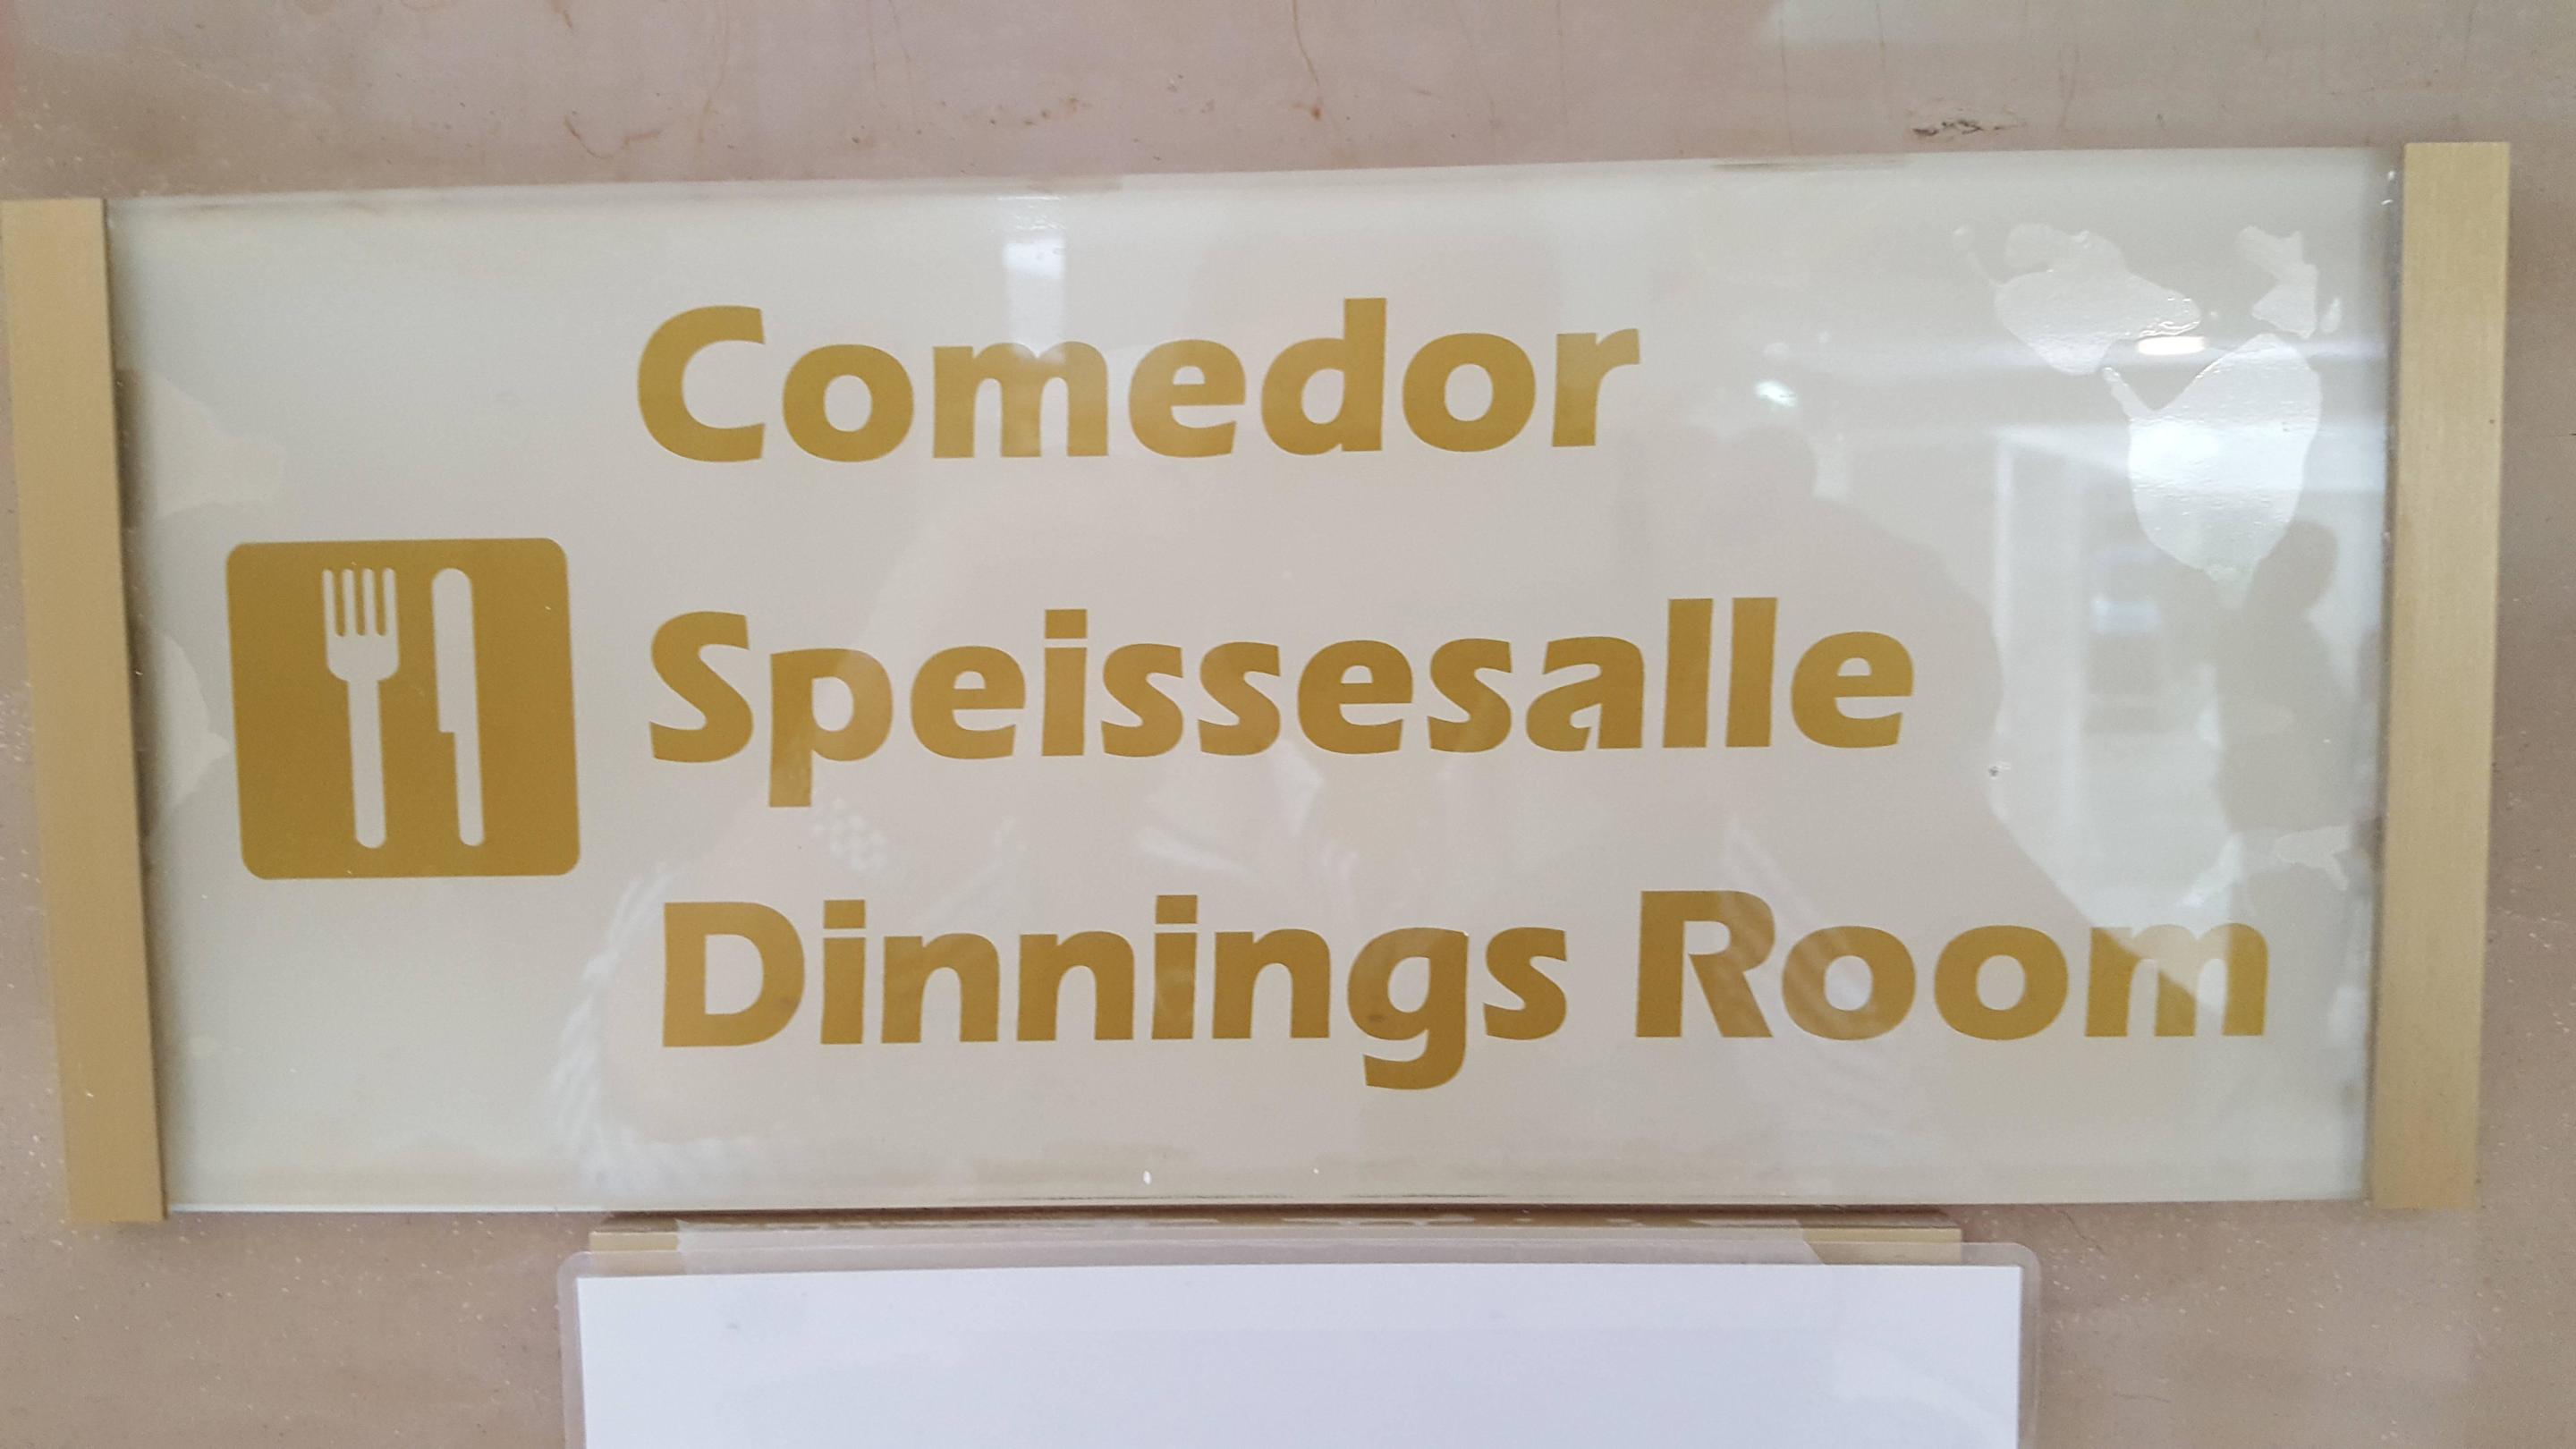 Comedor
Speissesalle
Dinnings Room